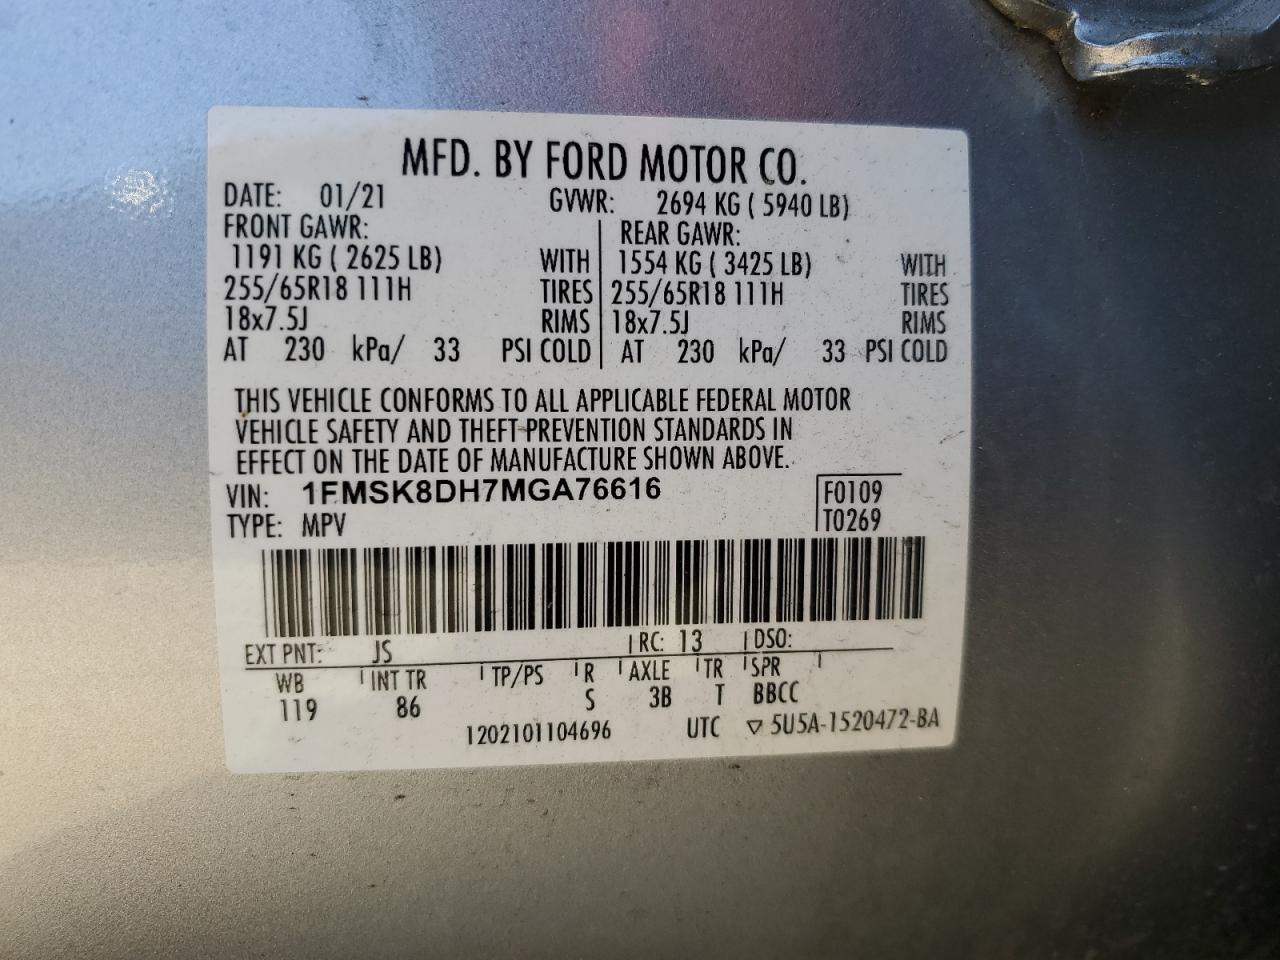 MFD. BY FORD MOTOR CO.
DATE: 01/21 GVWR: 2694 KG ( 5940 LB)
FRONT GAWR: REAR GAWR:
1191 KG ( 2625 LB) WITH 1554 KG ( 3425 LB) WITH
255/65R18 111H TIRES 255/65R18 111H TIRES
18x7.5J RIMS 18x7.5J RIMS
AT 230 kPa/ 33 PSI COLD AT 230 kPa/ 33 PSI COLD
THIS VEHICLE CONFORMS TO ALL APPLICABLE FEDERAL MOTOR
VEHICLE SAFETY AND THEFT PREVENTION STANDARDS IN
EFFECT ON THE DATE OF MANUFACTURE SHOWN ABOVE.
VIN: 1FMSK8DH7MGA76616 F0109
TYPE: MPV T0269
EXT PNT: JS RC: 13 DSO:
WB INT TR TP/PS R AXLE TR SPR
119 86 S 3B T BBCC
1202101104696 UTC ▽ 5U5A-1520472-BA